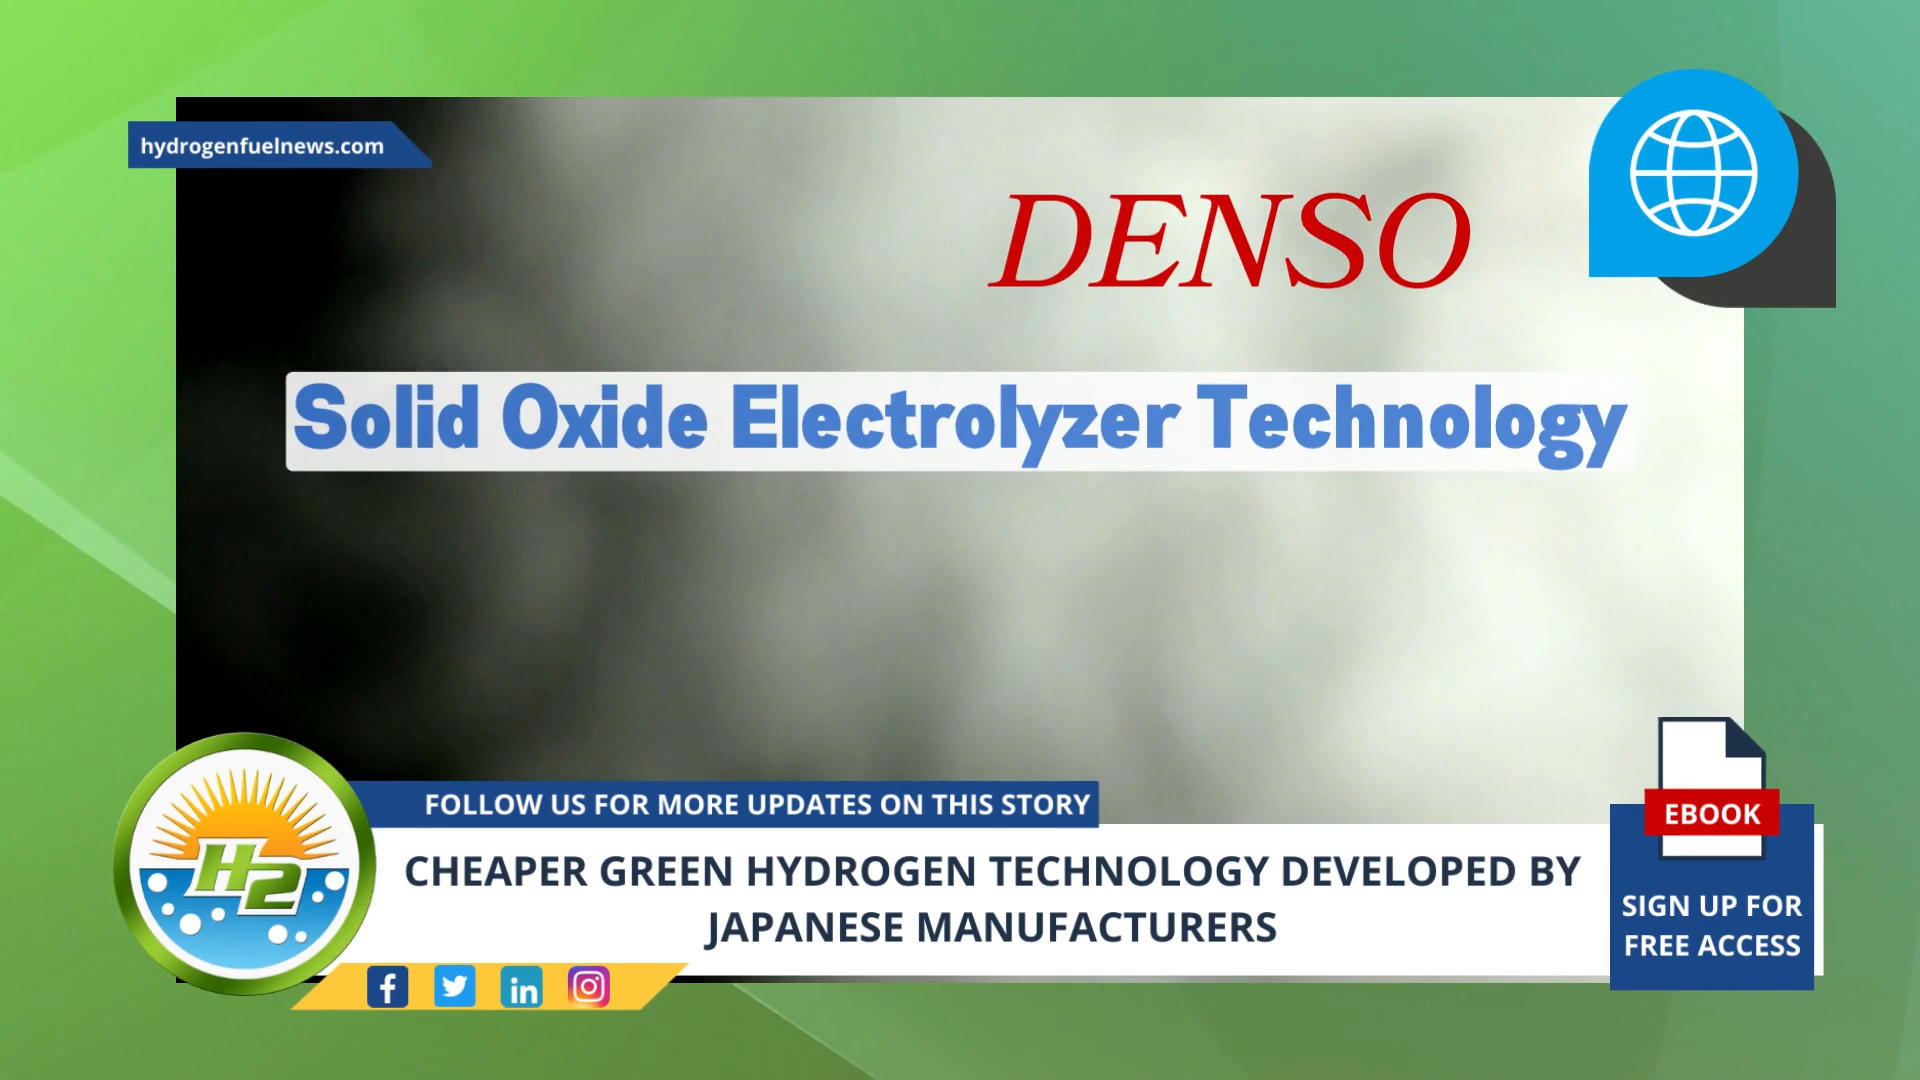 hydrogenfuelnews.com
DENSO
Solid Oxide Electrolyzer Technology
FOLLOW US FOR MORE UPDATES ON THIS STORY
CHEAPER GREEN HYDROGEN TECHNOLOGY DEVELOPED BY
JAPANESE MANUFACTURERS
H2
EBOOK
SIGN UP FOR
FREE ACCESS